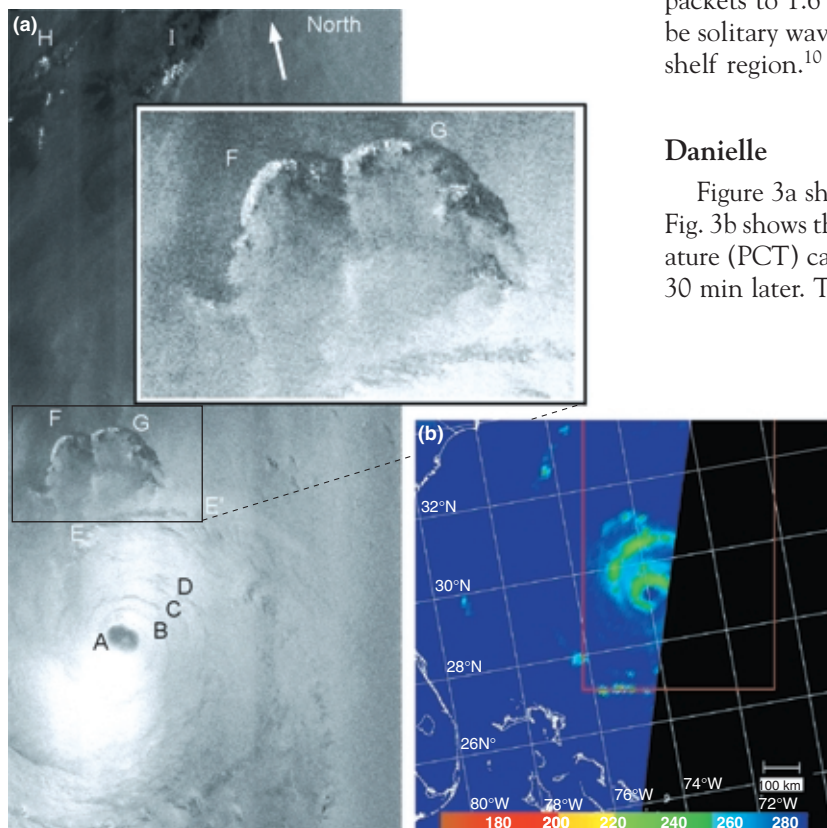 (a)
H
I
North
F
G
F
G
E'
E
D
C
B
A
packets to 1.6
be solitary wav
shelf region.10
Danielle
Figure 3a sh
Fig. 3b shows th
ature (PCT) ca
30 min later. T
(b)
32°N
30°N
28°N
26N°
80°W 78°W 76°W 74°W 72°W
100 km
180 200 220 240 260 280